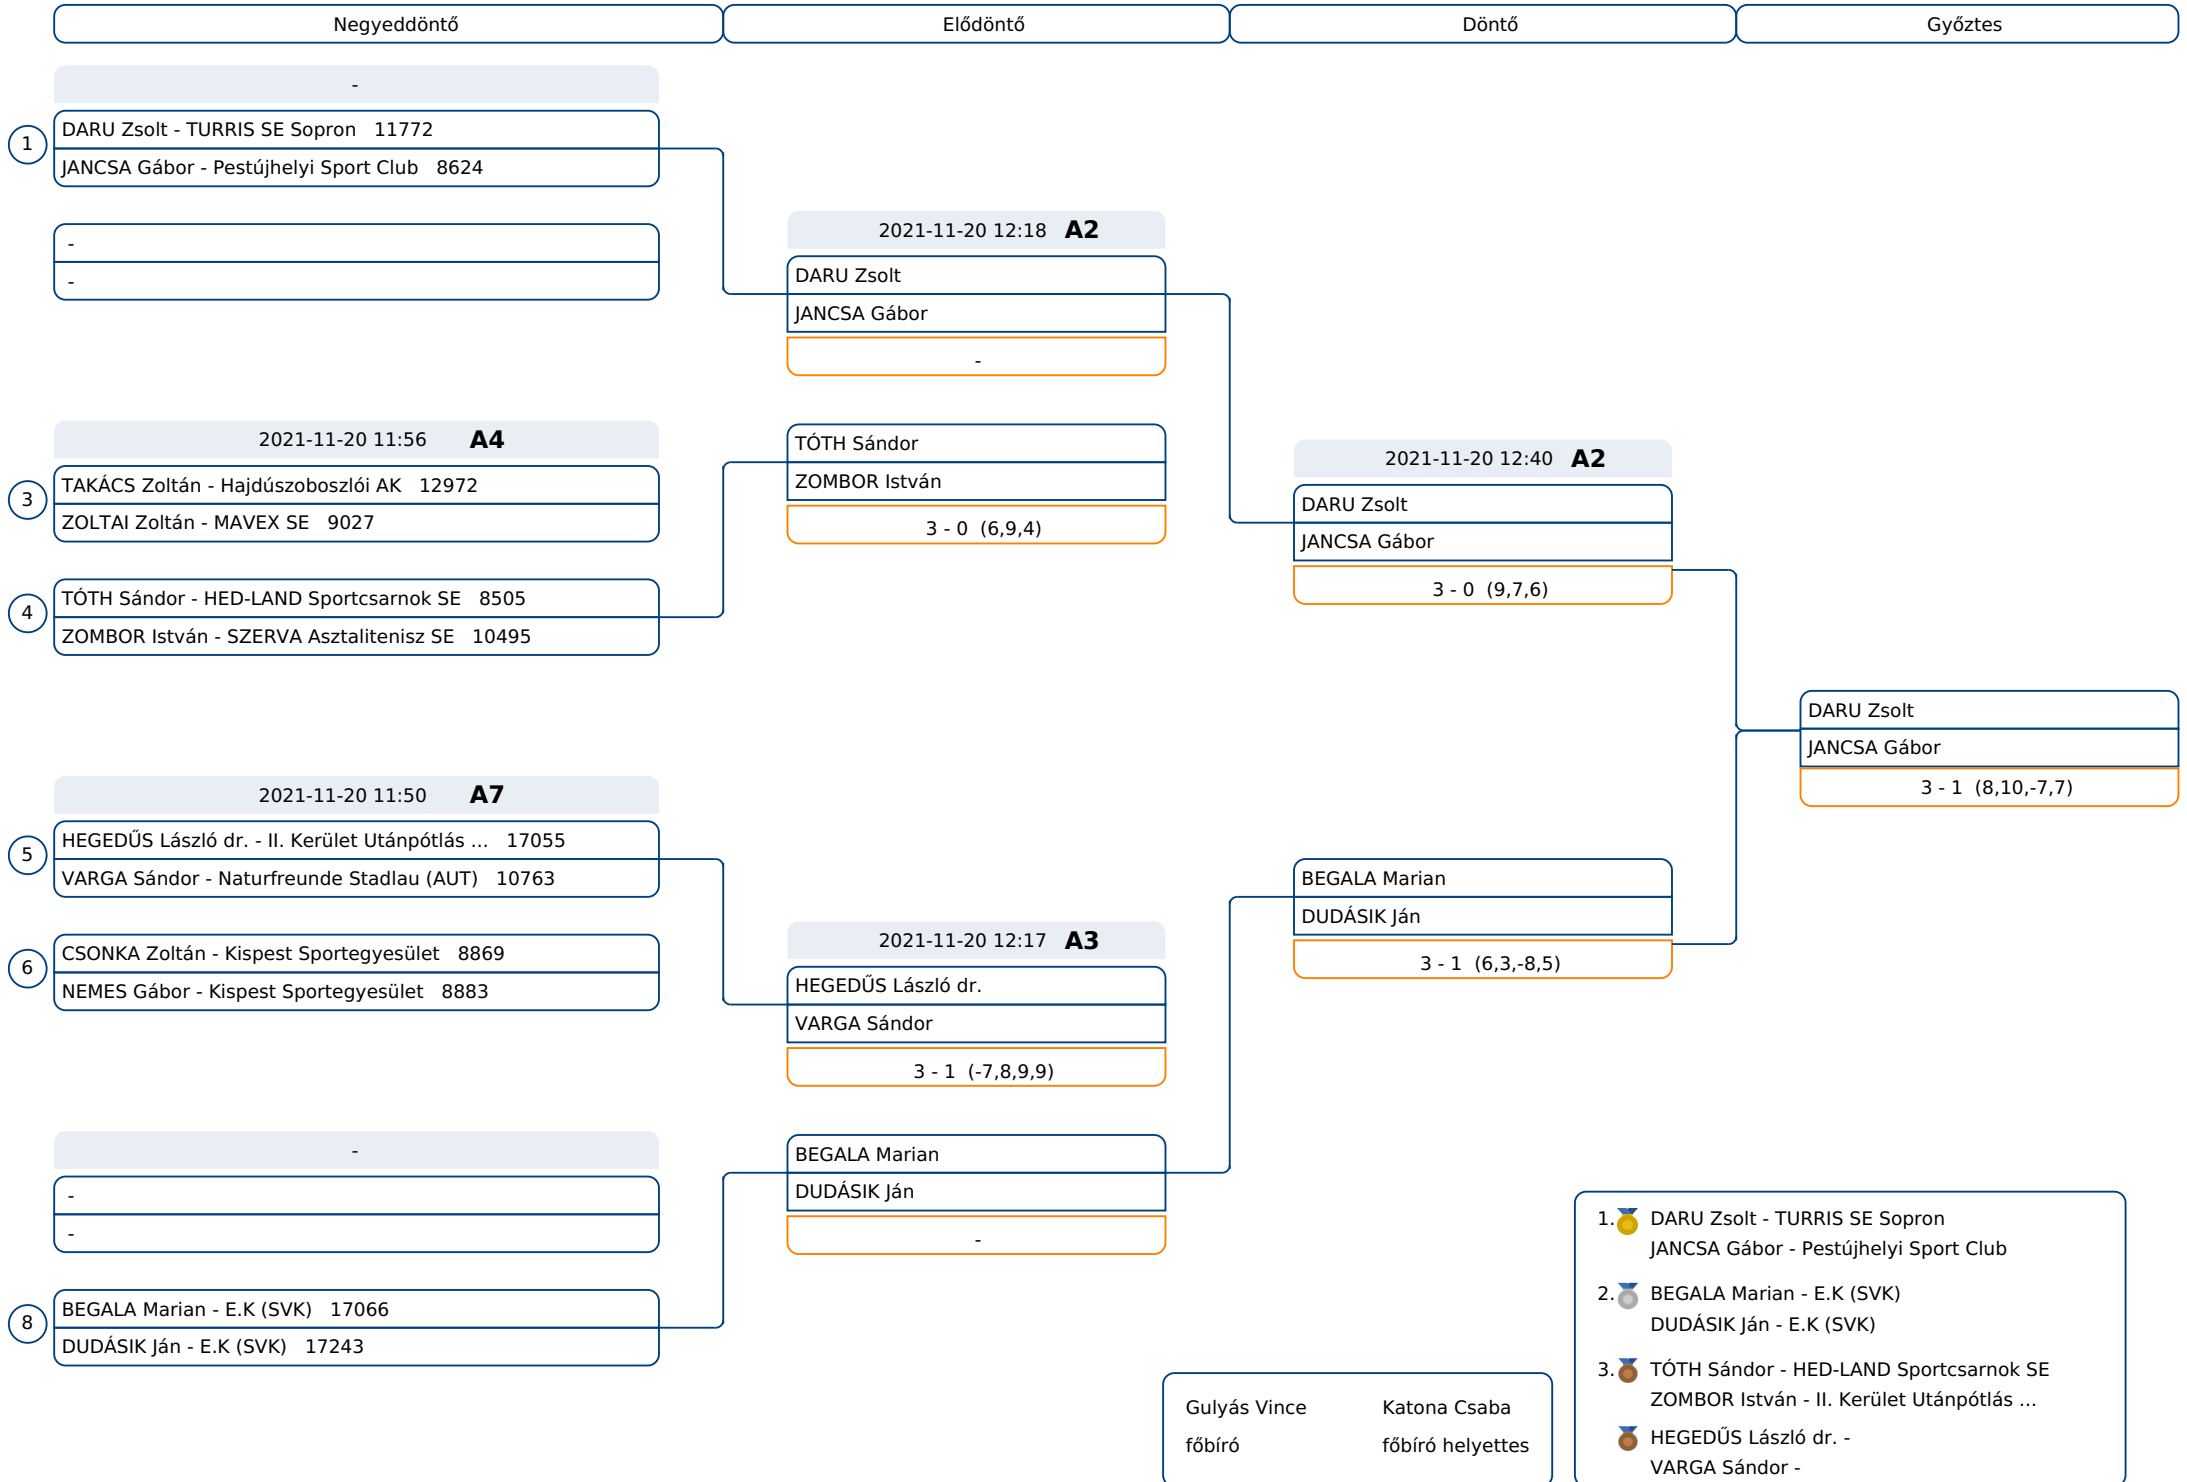 Negyeddöntő
Elődöntő
Döntő
Győztes
-
1
DARU Zsolt - TURRIS SE Sopron 11772
JANCSA Gábor - Pestújhelyi Sport Club 8624
-
-
2021-11-20 12:18 A2
DARU Zsolt
JANCSA Gábor
-
2021-11-20 11:56 A4
3
TAKÁCS Zoltán - Hajdúszoboszlói AK 12972
ZOLTAI Zoltán - MAVEX SE 9027
4
TÓTH Sándor - HED-LAND Sportcsarnok SE 8505
ZOMBOR István - SZERVA Asztalitenisz SE 10495
TÓTH Sándor
ZOMBOR István
3 - 0 (6,9,4)
2021-11-20 12:40 A2
DARU Zsolt
JANCSA Gábor
3 - 0 (9,7,6)
DARU Zsolt
JANCSA Gábor
3 - 1 (8,10,-7,7)
2021-11-20 11:50 A7
5
HEGEDŰS László dr. - II. Kerület Utánpótlás ... 17055
VARGA Sándor - Naturfreunde Stadlau (AUT) 10763
6
CSONKA Zoltán - Kispest Sportegyesület 8869
NEMES Gábor - Kispest Sportegyesület 8883
2021-11-20 12:17 A3
HEGEDŰS László dr.
VARGA Sándor
3 - 1 (-7,8,9,9)
BEGALA Marian
DUDÁSIK Ján
3 - 1 (6,3,-8,5)
-
-
-
8
BEGALA Marian - E.K (SVK) 17066
DUDÁSIK Ján - E.K (SVK) 17243
BEGALA Marian
DUDÁSIK Ján
-
Gulyás Vince
főbíró
Katona Csaba
főbíró helyettes
1. DARU Zsolt - TURRIS SE Sopron
JANCSA Gábor - Pestújhelyi Sport Club
2. BEGALA Marian - E.K (SVK)
DUDÁSIK Ján - E.K (SVK)
3. TÓTH Sándor - HED-LAND Sportcsarnok SE
ZOMBOR István - II. Kerület Utánpótlás ...
HEGEDŰS László dr. -
VARGA Sándor -